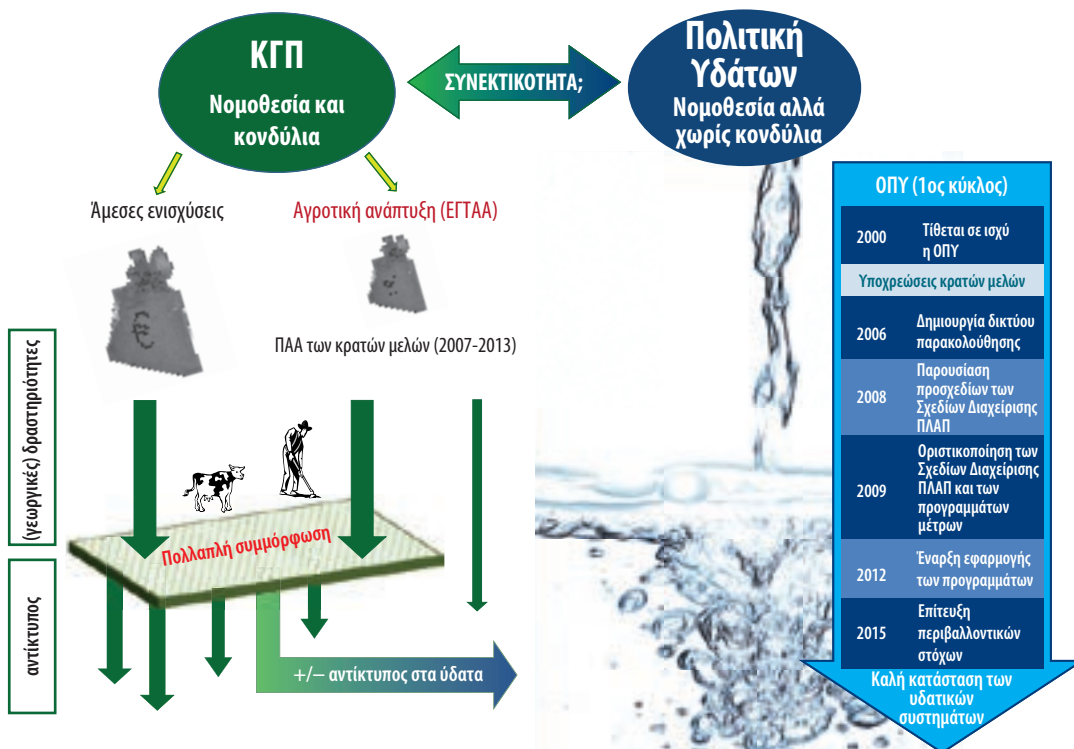 ΚΓΠ
Νομοθεσία και
κονδύλια
ΣΥΝΕΚΤΙΚΟΤΗΤΑ;
Πολιτική
Υδάτων
Νομοθεσία αλλά
χωρίς κονδύλια
Άμεσες ενισχύσεις
Αγροτική ανάπτυξη (ΕΓΤΑΑ)
€
ΠΑΑ των κρατών μελών (2007-2013)
(γεωργικές) δραστηριότητες
αντίκτυπος
Πολλαπλή συμμόρφωση
+/– αντίκτυπος στα ύδατα
ΟΠΥ (1ος κύκλος)
2000 Τίθεται σε ισχύ
η ΟΠΥ
Υποχρεώσεις κρατών μελών
2006 Δημιουργία δικτύου
παρακολούθησης
Παρουσίαση
2008 προσχεδίων των
Σχεδίων Διαχείρισης
ΠΛΑΠ
Οριστικοποίηση των
Σχεδίων Διαχείρισης
2009 ΠΛΑΠ και των
προγραμμάτων
μέτρων
2012 Έναρξη εφαρμογής
των προγραμμάτων
Επίτευξη
2015 περιβαλλοντικών
στόχων
Καλή κατάσταση των
υδατικών
συστημάτων